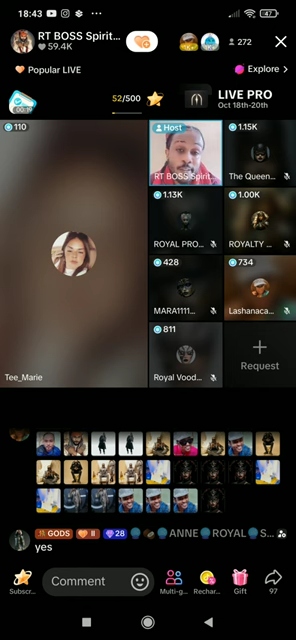 18:43
47
RT BOSS Spirit...
59.4K
272
Popular LIVE
Explore >
00:19
52/500
LIVE PRO
Oct 18th-20th
110
Host
1.15K
RT BOSS Spirit...
The Queen...
1.13K
1.00K
ROYAL PRO...
ROYALTY ...
428
734
MARA1111...
Lashanaca...
811
Royal Vood...
Request
Tee_Marie
GODS
II
28
ANNE ROYAL S...
yes
Subscr...
Comment
Multi-g...
Rechar...
Gift
97